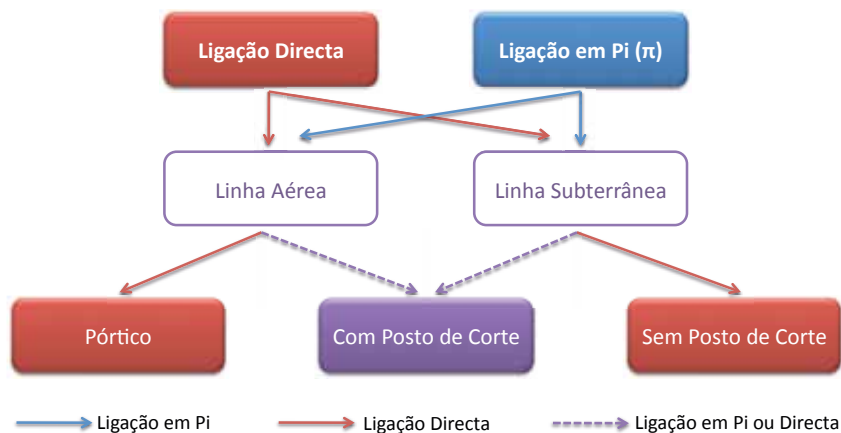 Ligação Directa
Ligação em Pi (π)
Linha Aérea
Linha Subterrânea
Pórtico
Com Posto de Corte
Sem Posto de Corte
Ligação em Pi
Ligação Directa
Ligação em Pi ou Directa